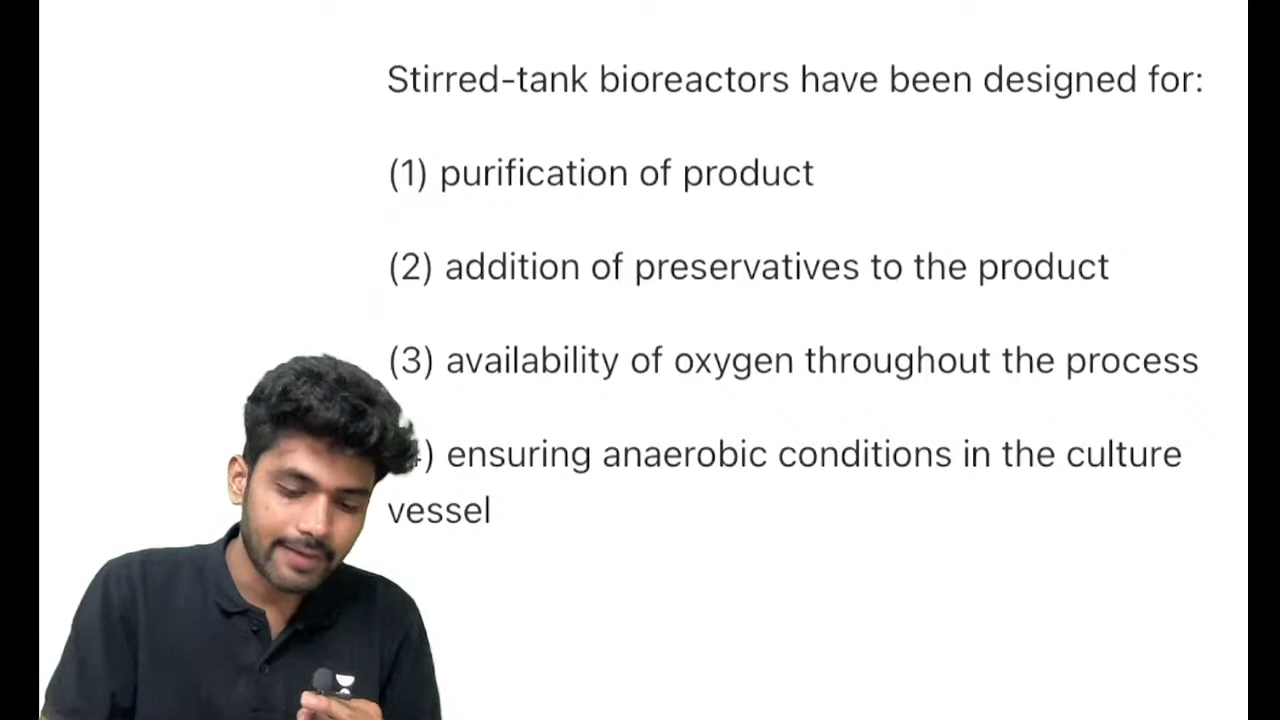 Stirred-tank bioreactors have been designed for:
(1) purification of product
(2) addition of preservatives to the product
(3) availability of oxygen throughout the process
) ensuring anaerobic conditions in the culture
vessel